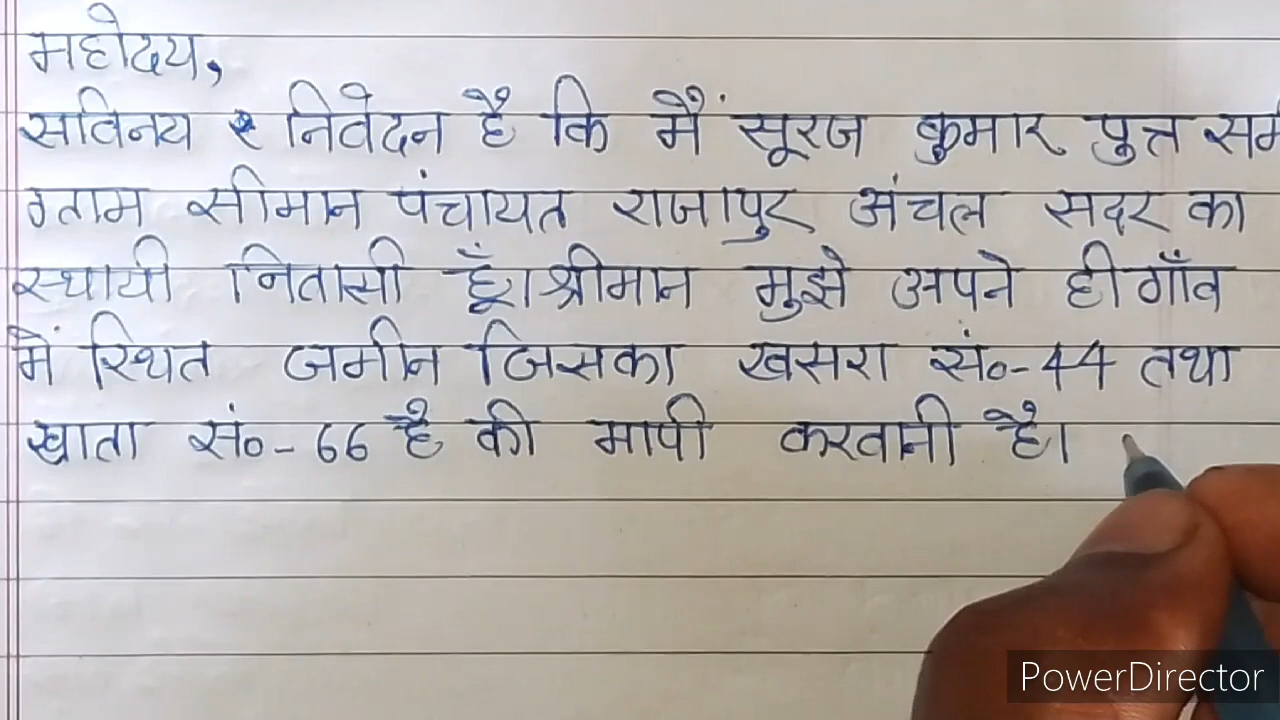 महोदय,
सविनय निवेदन है कि मैं सूरज कुमार पुत्र
ग्राम सीमान पंचायत राजापुर अंचल सदर का
स्थायी निवासी हूँ। श्रीमान मुझे अपने ही गाँव
में स्थित जमीन जिसका खसरा सं०-44 तथा
खाता सं०-66 है की मापी करवानी है।
PowerDirector